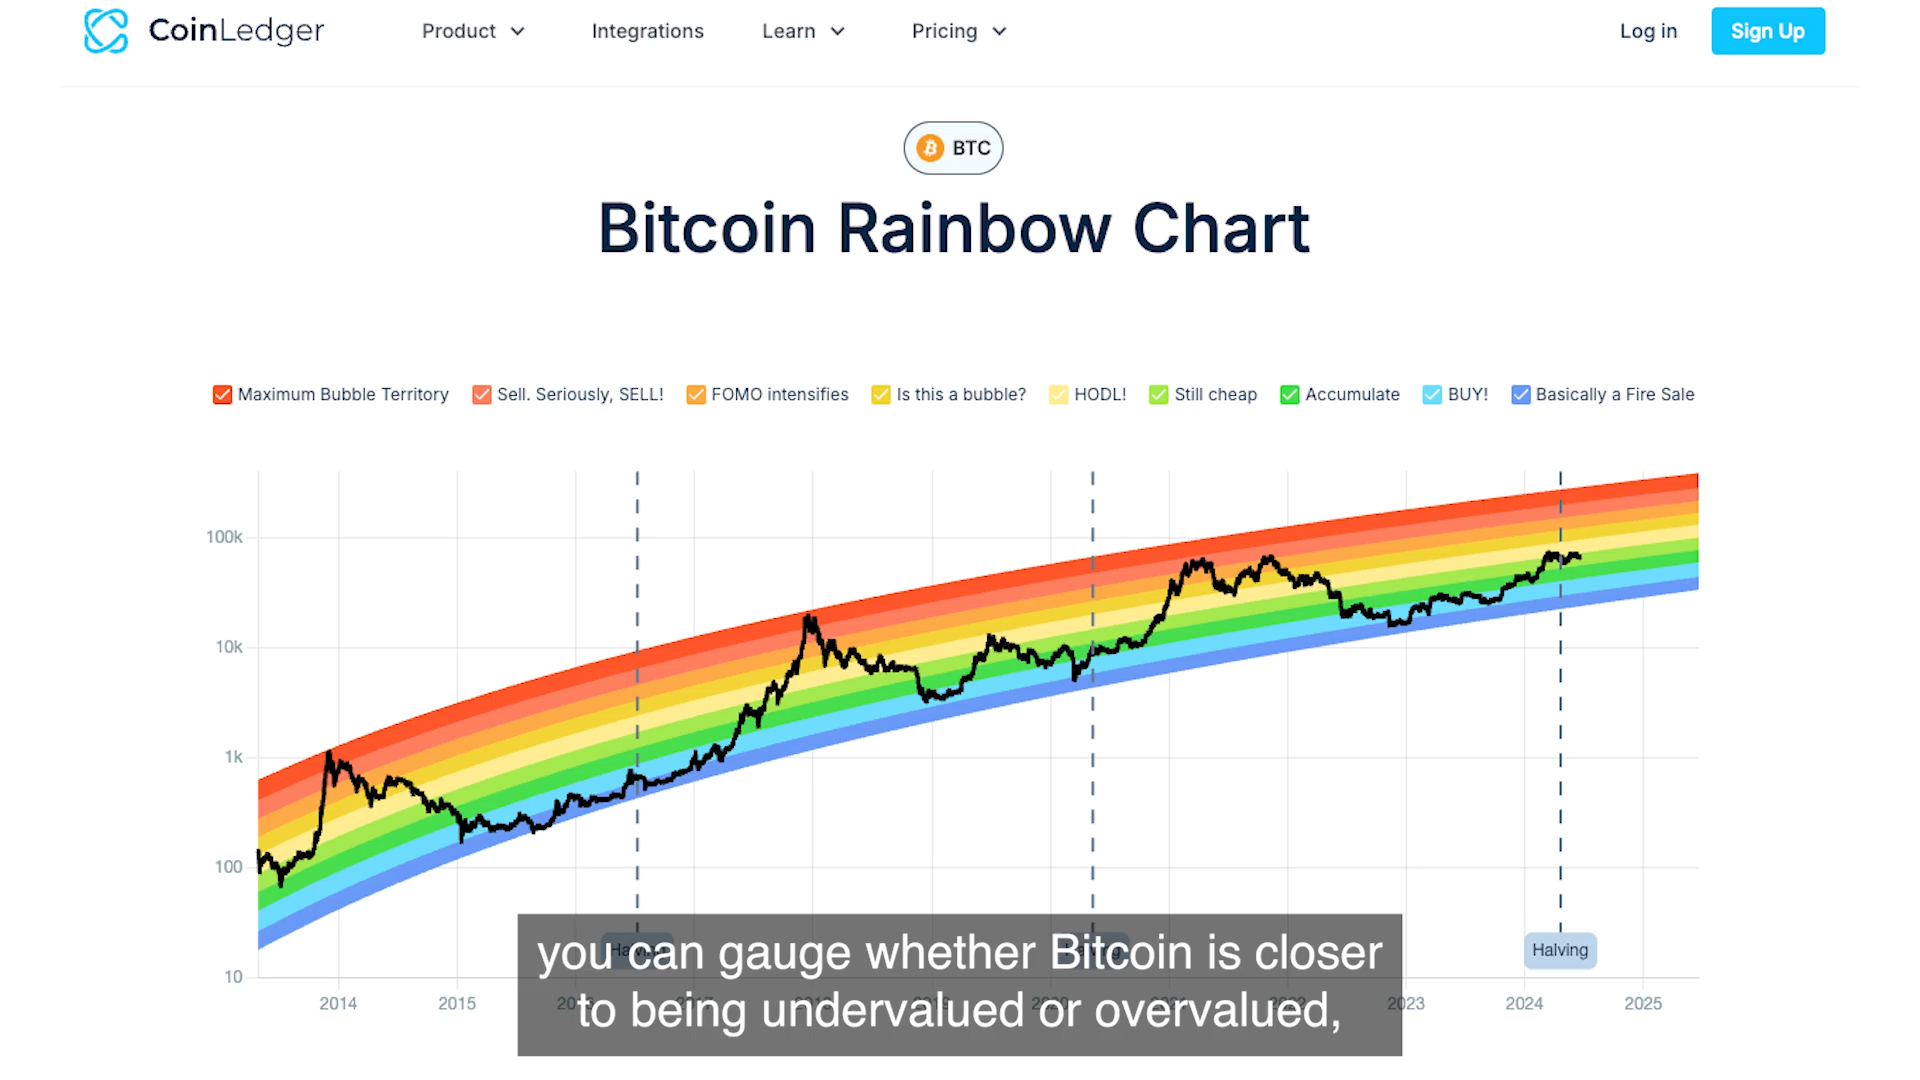 CoinLedger Product Integrations Learn Pricing Log in Sign Up
BTC
Bitcoin Rainbow Chart
Maximum Bubble Territory Sell. Seriously, SELL! FOMO intensifies Is this a bubble? HODL! Still cheap Accumulate BUY! Basically a Fire Sale
100k
10k
1k
100
10
Halving
you can gauge whether Bitcoin is closer
to being undervalued or overvalued,
2014 2015 2023 2024 2025